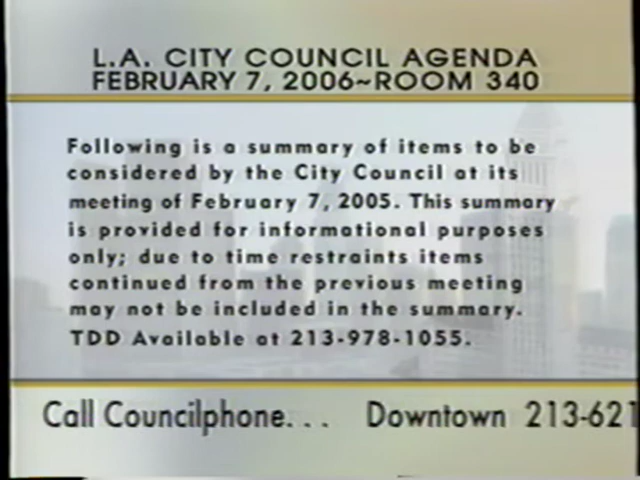 L.A. CITY COUNCIL AGENDA
FEBRUARY 7, 2006~ROOM 340
Following is a summary of items to be
considered by the City Council at its
meeting of February 7, 2005. This summary
is provided for informational purposes
only; due to time restraints items
continued from the previous meeting
may not be included in the summary.
TDD Available at 213-978-1055.
Call Councilphone... Downtown 213-621